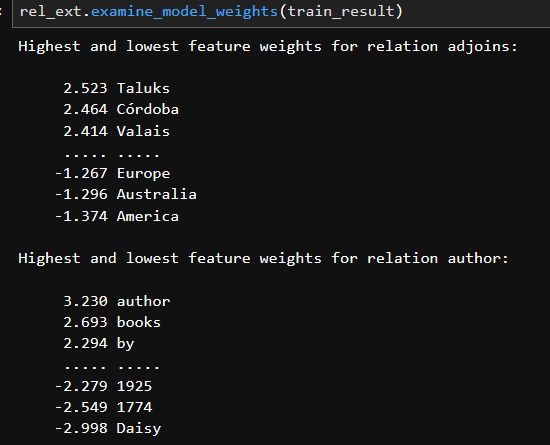 : rel_ext.examine_model_weights(train_result)
Highest and lowest feature weights for relation adjoins:
2.523 Taluks
2.464 Córdoba
2.414 Valais
..... .....
-1.267 Europe
-1.296 Australia
-1.374 America
Highest and lowest feature weights for relation author:
3.230 author
2.693 books
2.294 by
..... .....
-2.279 1925
-2.549 1774
-2.998 Daisy